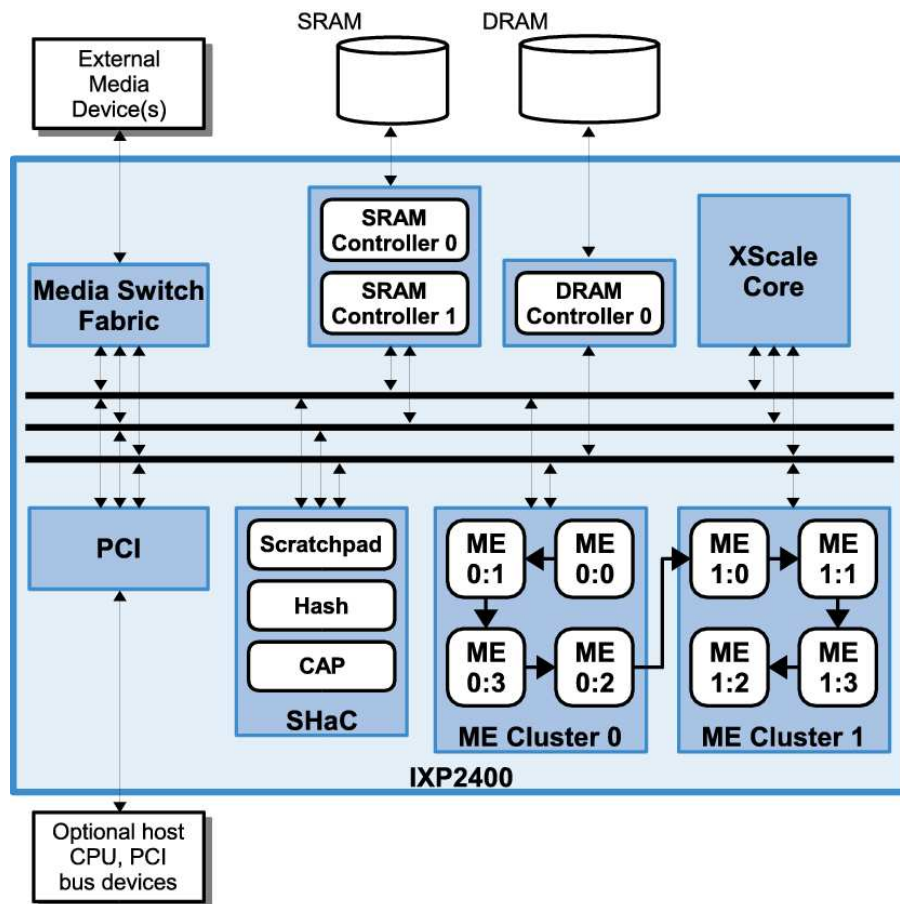 SRAM
DRAM
External
Media
Device(s)
SRAM
Controller 0
SRAM
Controller 1
DRAM
Controller 0
XScale
Core
Media Switch
Fabric
PCI
Scratchpad
Hash
CAP
SHaC
ME
0:1
ME
0:0
ME
0:3
ME
0:2
ME Cluster 0
ME
1:0
ME
1:1
ME
1:2
ME
1:3
ME Cluster 1
IXP2400
Optional host
CPU, PCI
bus devices